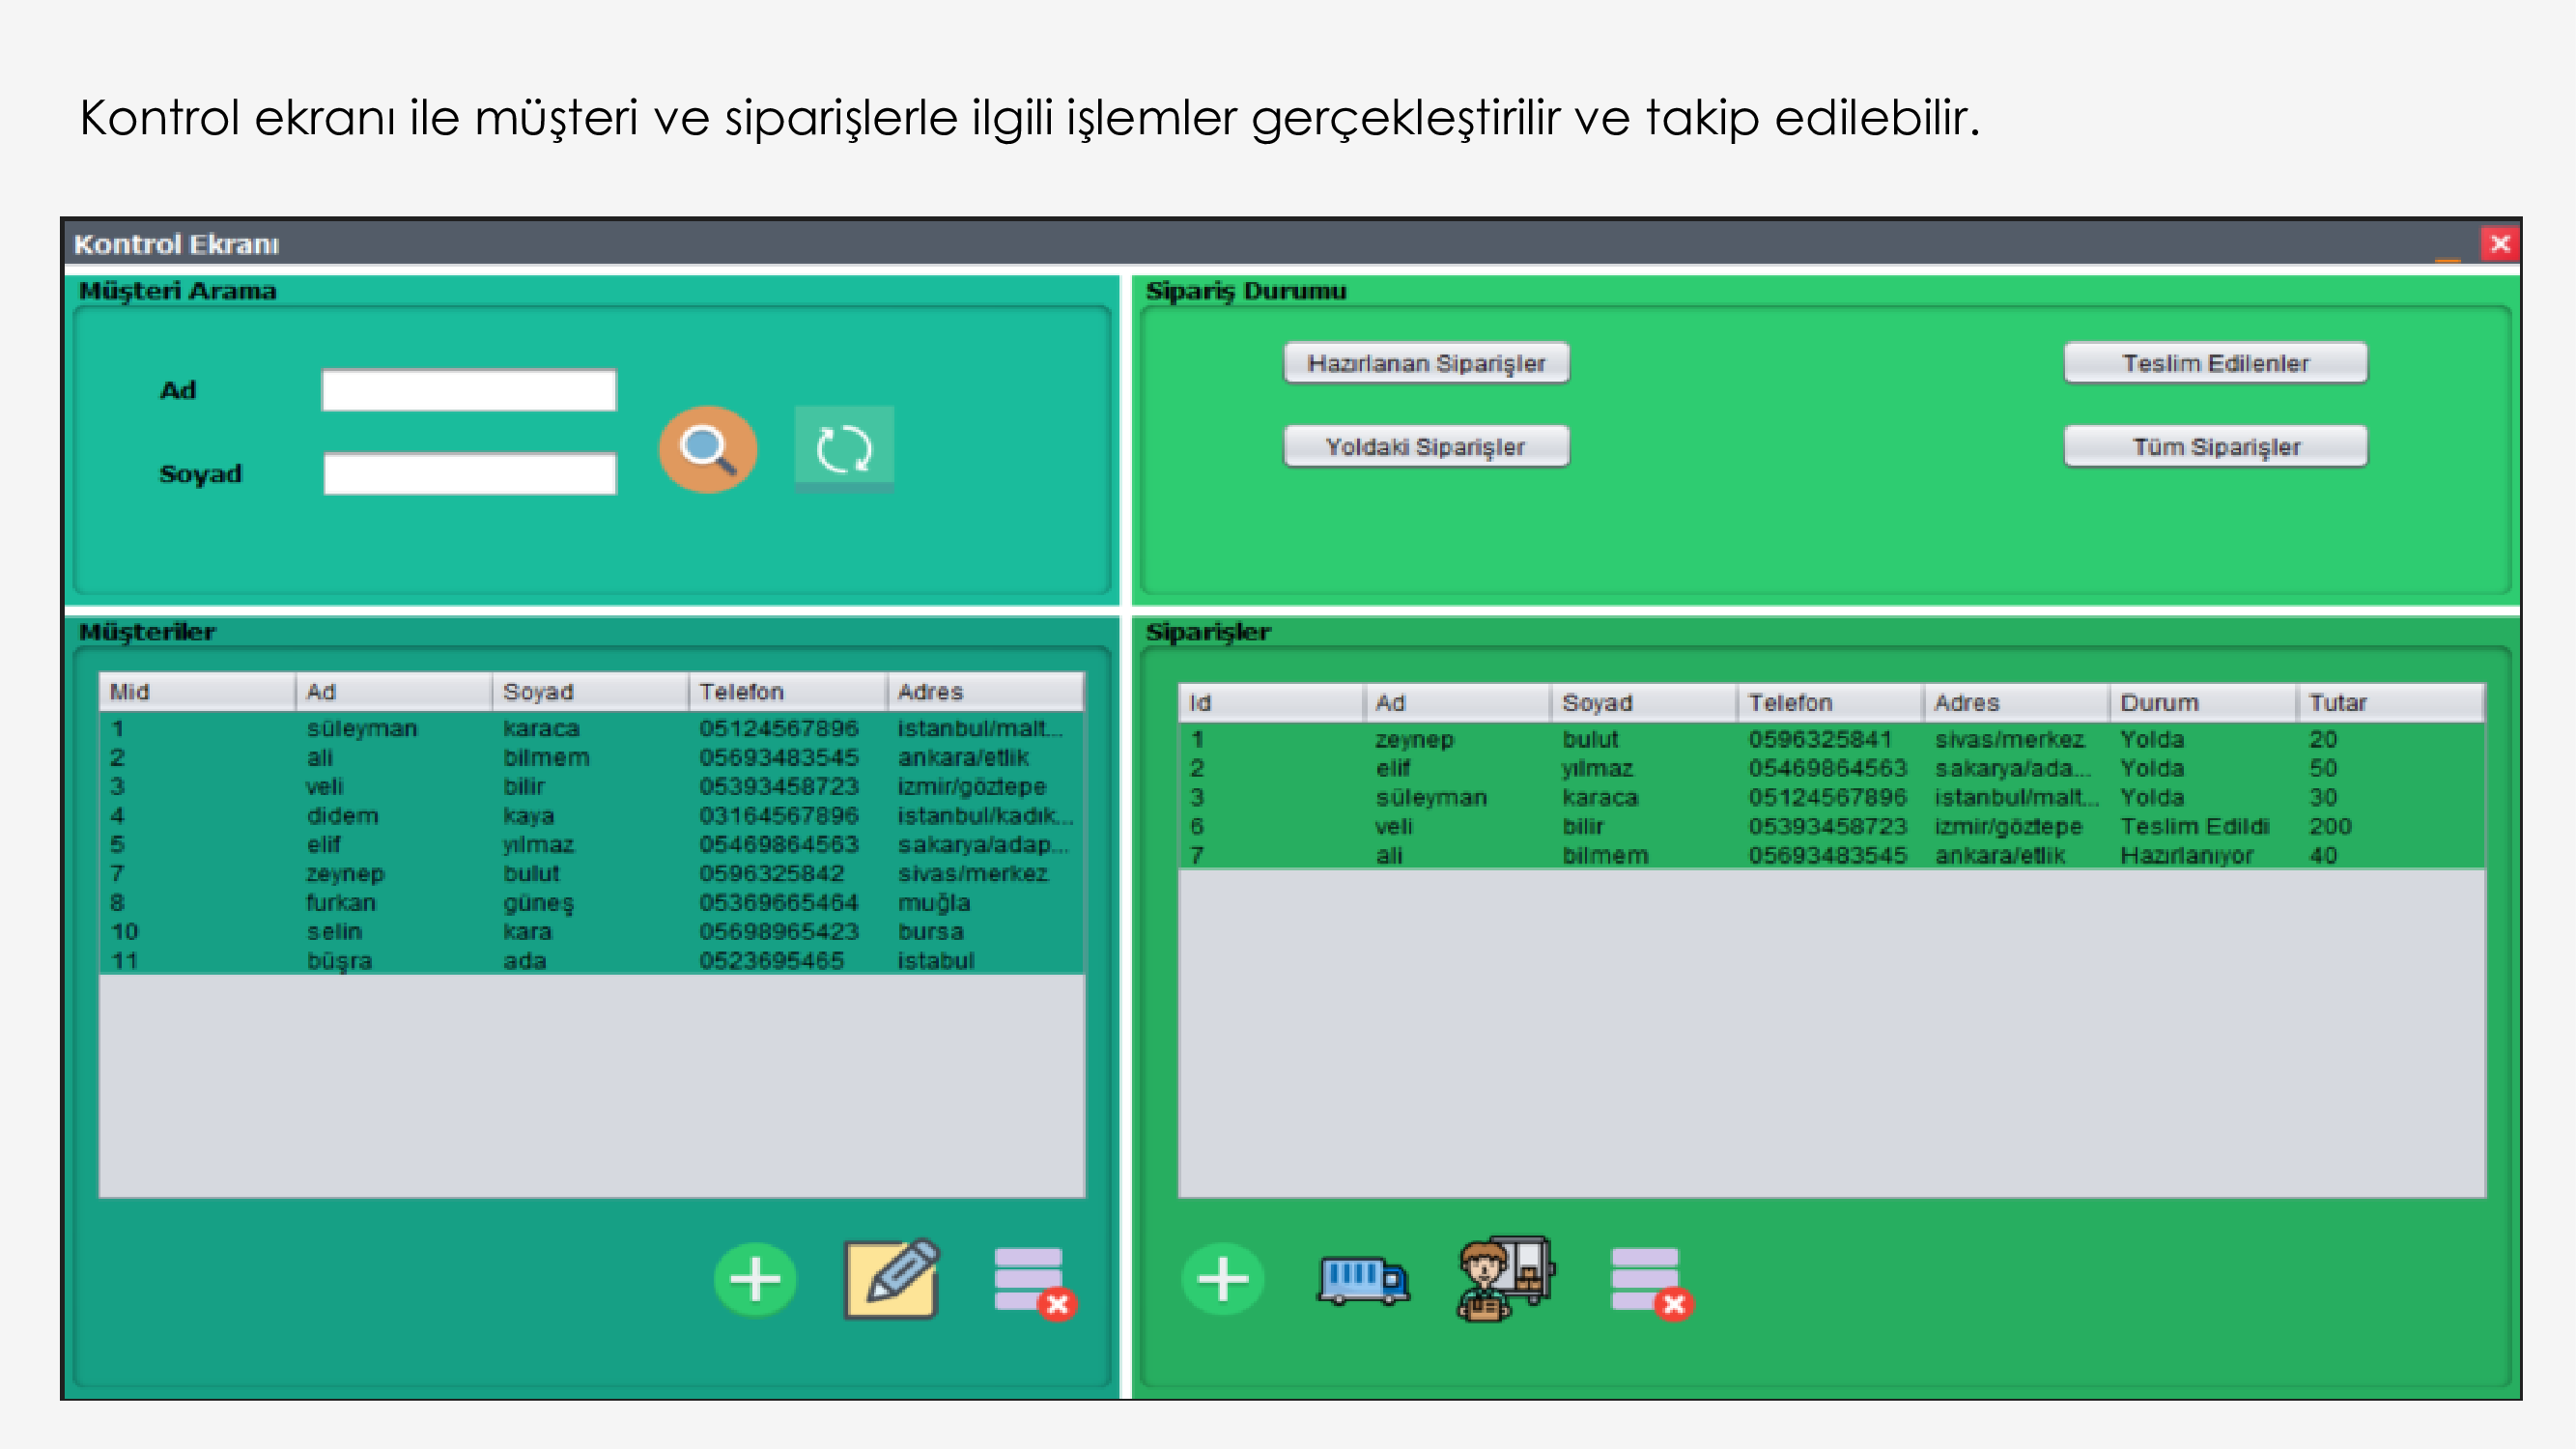 Kontrol ekranı ile müşteri ve siparişlerle ilgili işlemler gerçekleştirilir ve takip edilebilir.
Kontrol Ekranı
Müşteri Arama
Ad
Soyad
Sipariş Durumu
Hazırlanan Siparişler
Teslim Edilenler
Yoldaki Siparişler
Tüm Siparişler
Müşteriler
Mid Ad Soyad Telefon Adres
1 süleyman karaca 05124567896 istanbul/malt...
2 ali bilmem 05693483545 ankara/etlik
3 veli bilir 05393458723 izmir/göztepe
4 didem kaya 03164567896 istanbul/kadık...
5 elif yılmaz 05469864563 sakarya/adap...
7 zeynep bulut 0596325842 sivas/merkez
8 furkan güneş 05369665464 muğla
10 selin kara 05698965423 bursa
11 büşra ada 0523695465 istabul
Siparişler
Id Ad Soyad Telefon Adres Durum Tutar
1 zeynep bulut 0596325841 sivas/merkez Yolda 20
2 elif yılmaz 05469864563 sakarya/ada... Yolda 50
3 süleyman karaca 05124567896 istanbul/malt... Yolda 30
6 veli bilir 05393458723 izmir/göztepe Teslim Edildi 200
7 ali bilmem 05693483545 ankara/etlik Hazırlanıyor 40